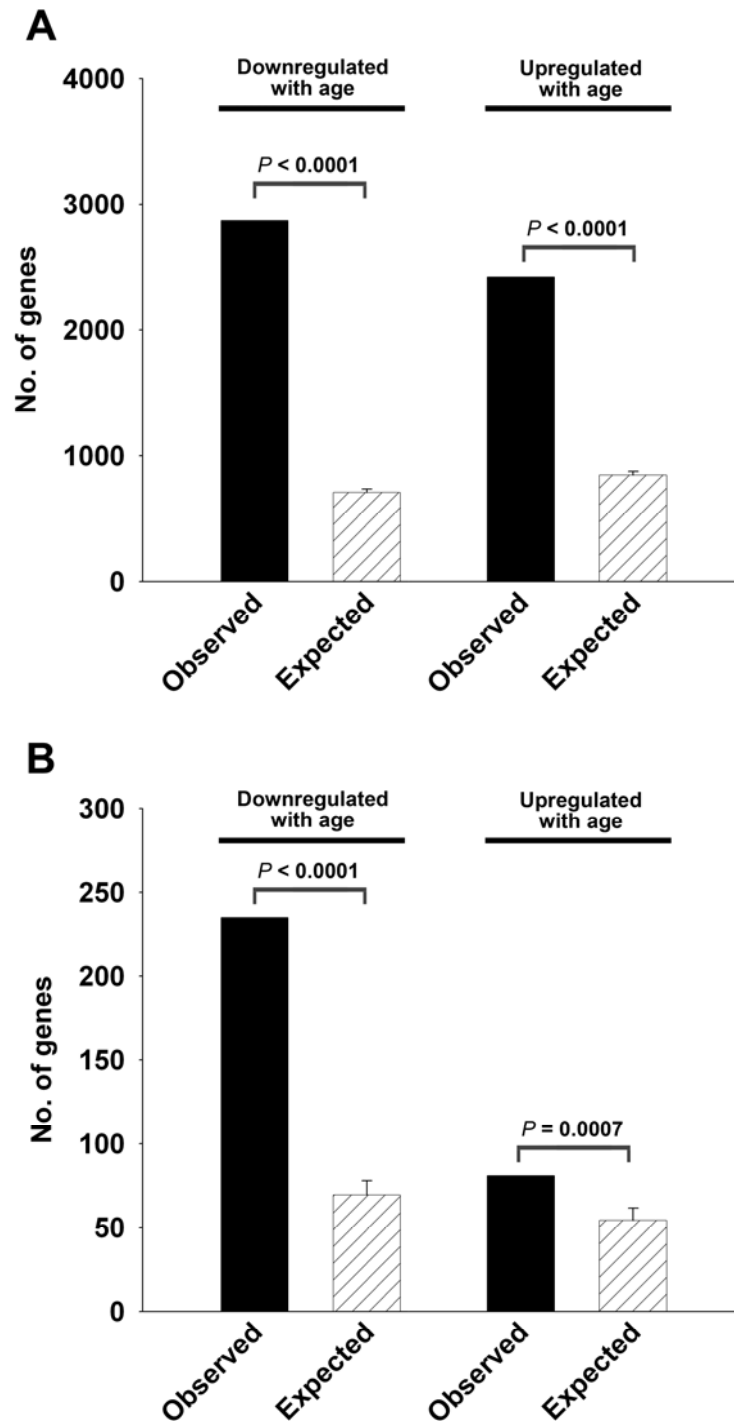 A
Downregulated
with age
Upregulated
with age
4000
P < 0.0001
3000
P < 0.0001
No. of genes
2000
1000
0
Observed
Expected
Observed
Expected
B
Downregulated
with age
Upregulated
with age
300
P < 0.0001
250
200
No. of genes
150
P = 0.0007
100
50
0
Observed
Expected
Observed
Expected